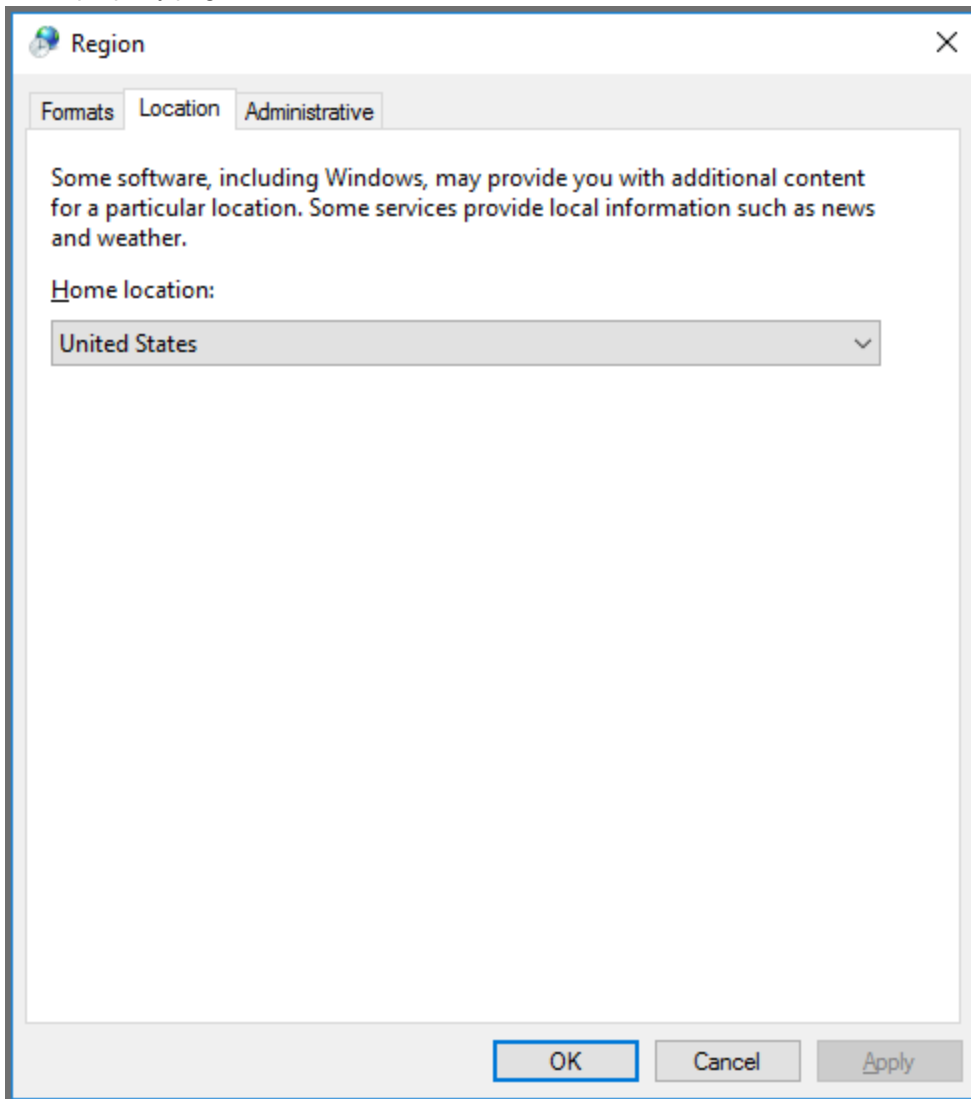 Region
Formats Location Administrative
Some software, including Windows, may provide you with additional content
for a particular location. Some services provide local information such as news
and weather.
Home location:
United States
OK Cancel Apply